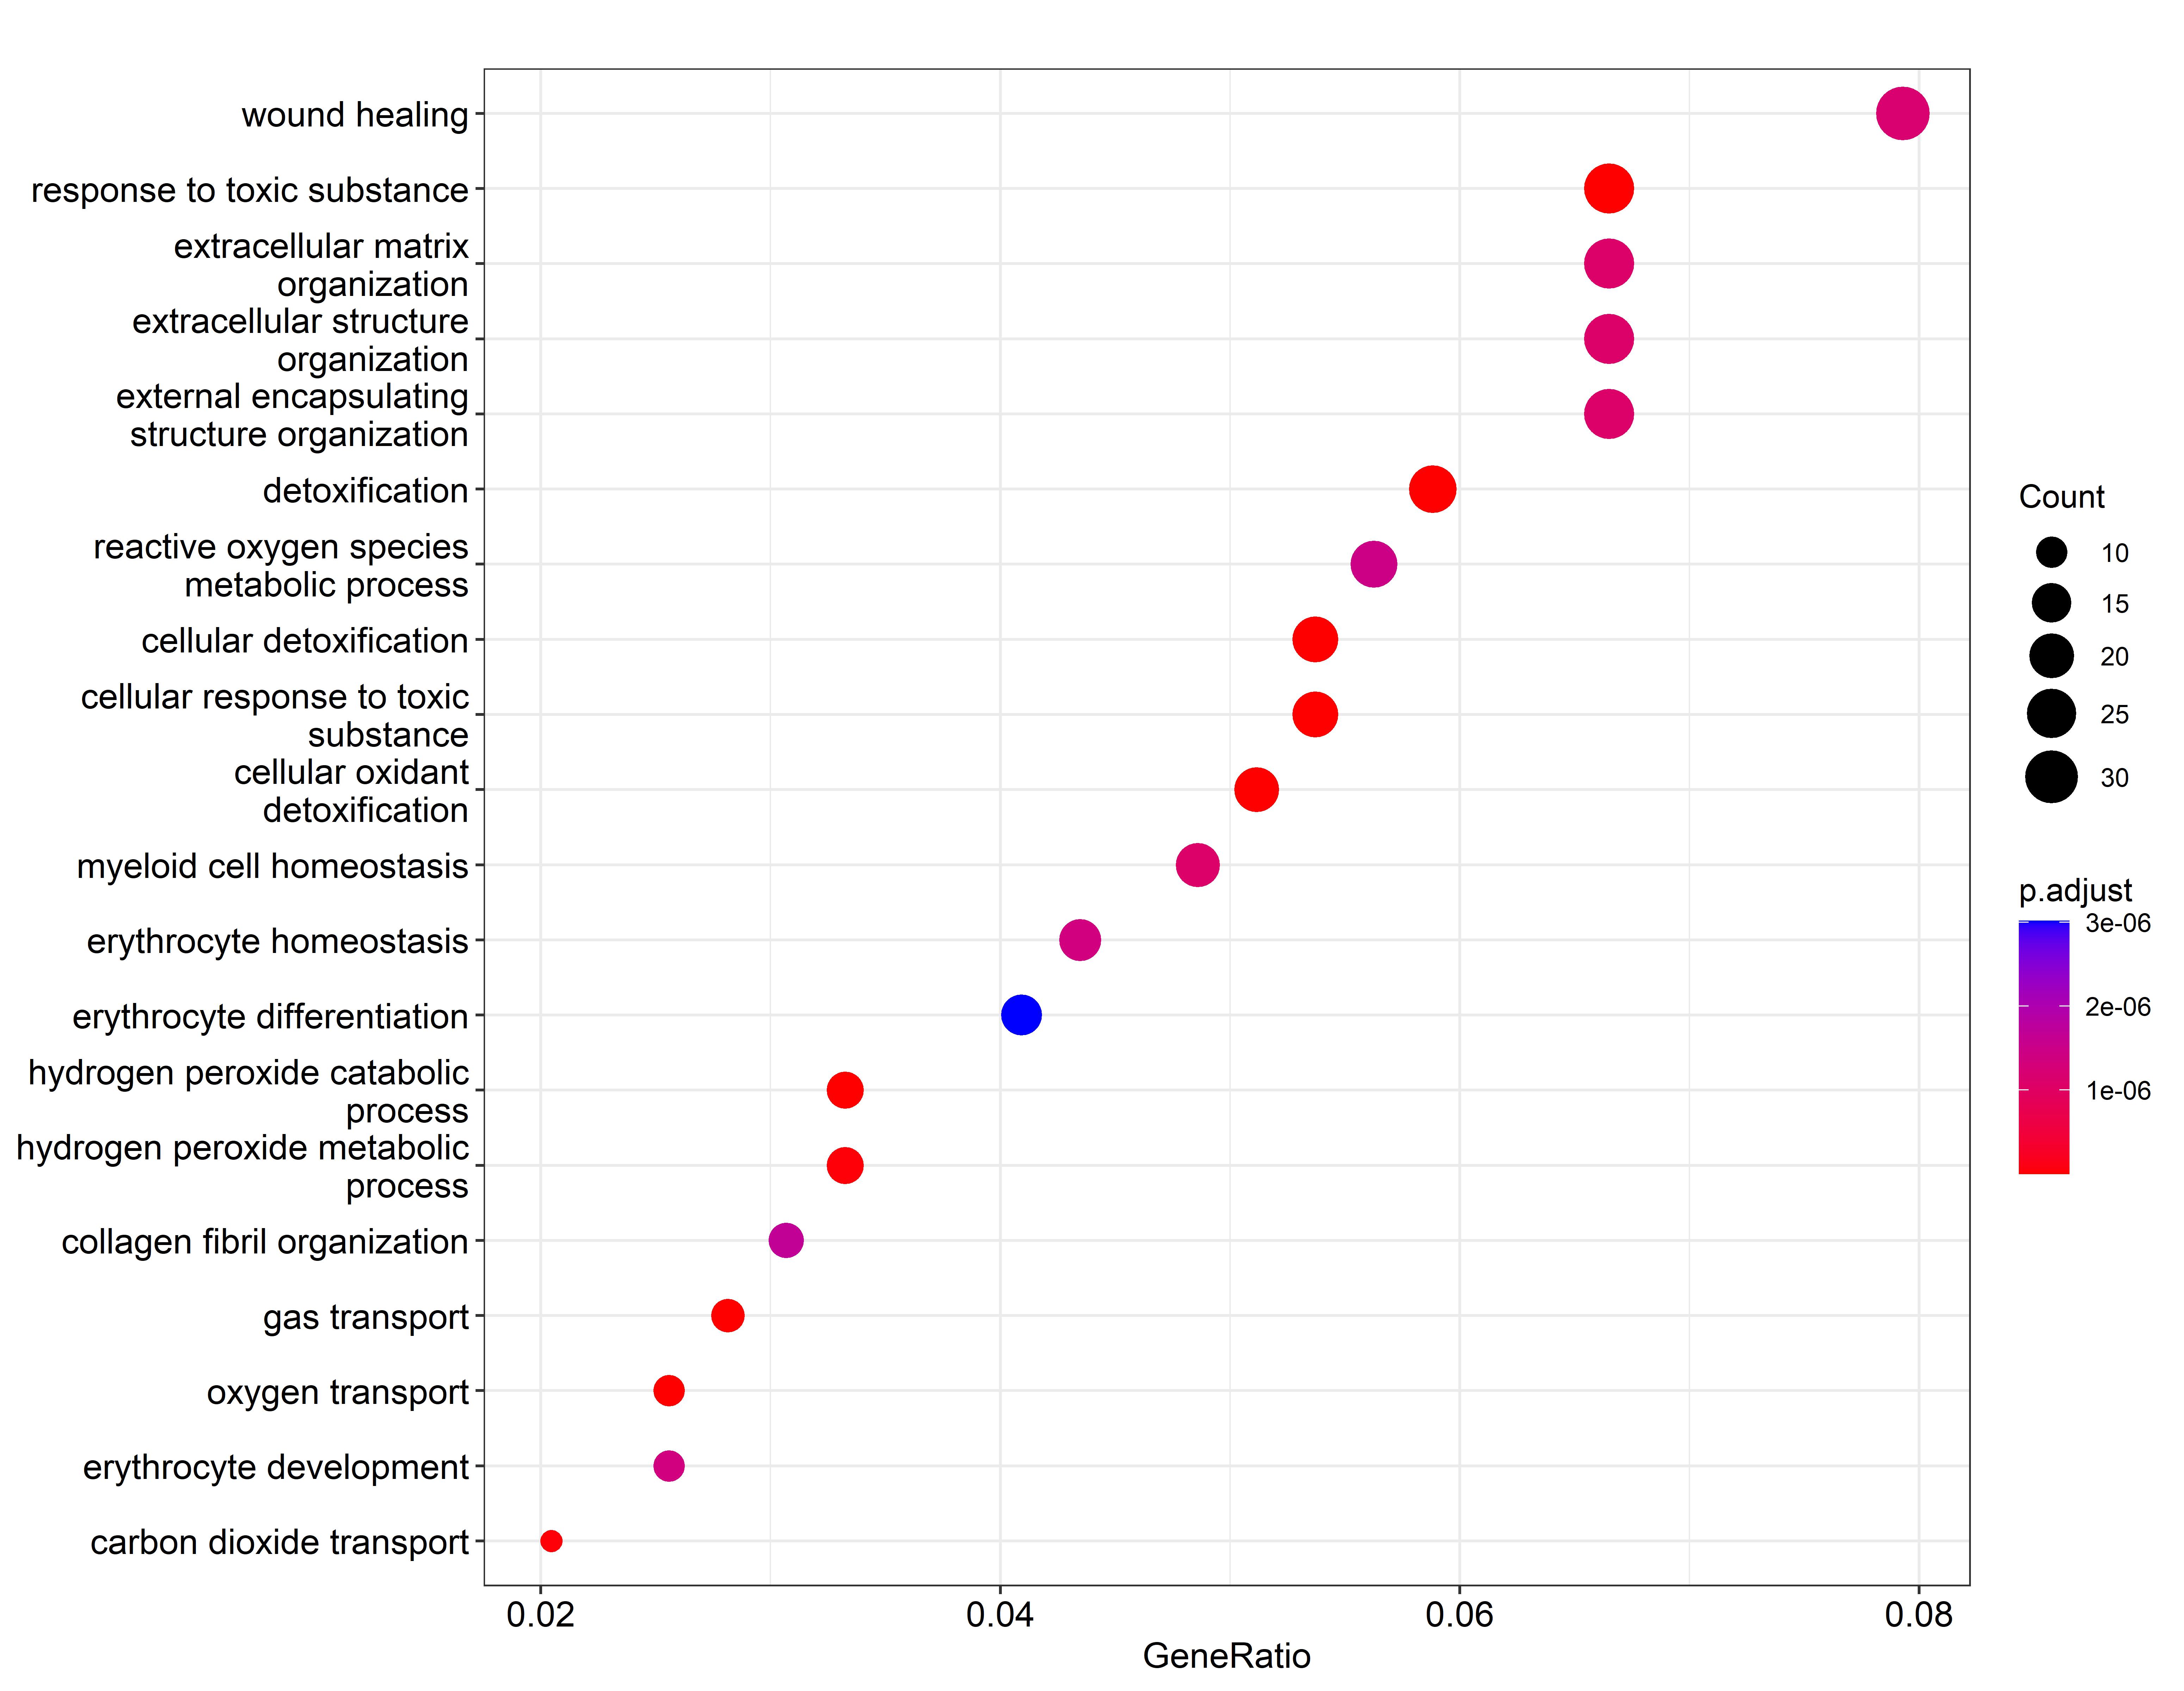 wound healing
response to toxic substance
extracellular matrix
organization
extracellular structure
organization
external encapsulating
structure organization
detoxification
reactive oxygen species
metabolic process
cellular detoxification
cellular response to toxic
substance
cellular oxidant
detoxification
myeloid cell homeostasis
erythrocyte homeostasis
erythrocyte differentiation
hydrogen peroxide catabolic
process
hydrogen peroxide metabolic
process
collagen fibril organization
gas transport
oxygen transport
erythrocyte development
carbon dioxide transport
0.02 0.04 0.06 0.08
GeneRatio
Count
10
15
20
25
30
p.adjust
3e-06
2e-06
1e-06